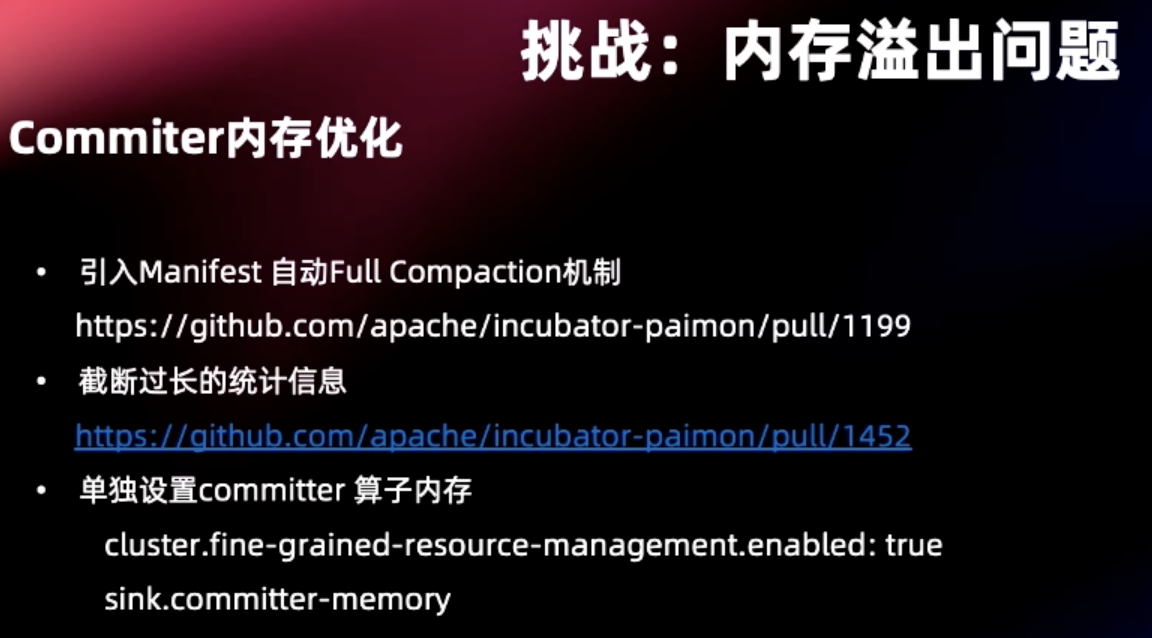 挑战：内存溢出问题
Commiter内存优化
• 引入Manifest 自动Full Compaction机制
https://github.com/apache/incubator-paimon/pull/1199
• 截断过长的统计信息
https://github.com/apache/incubator-paimon/pull/1452
• 单独设置committer 算子内存
cluster.fine-grained-resource-management.enabled: true
sink.committer-memory